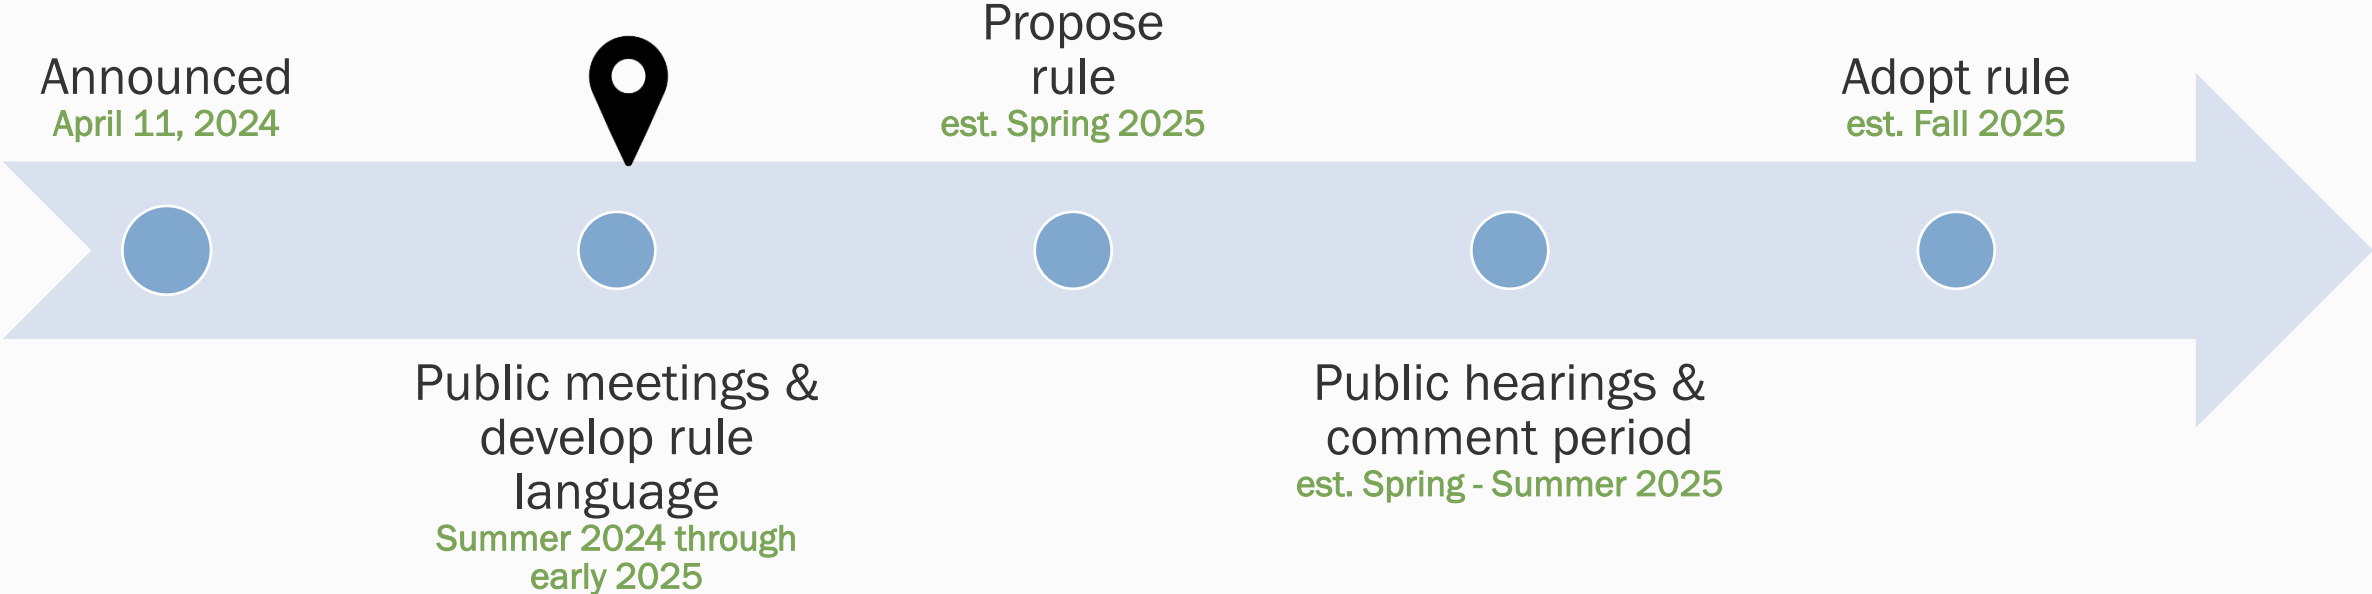 Announced
April 11, 2024
Public meetings &
develop rule
language
Summer 2024 through
early 2025
Propose
rule
est. Spring 2025
Public hearings &
comment period
est. Spring - Summer 2025
Adopt rule
est. Fall 2025